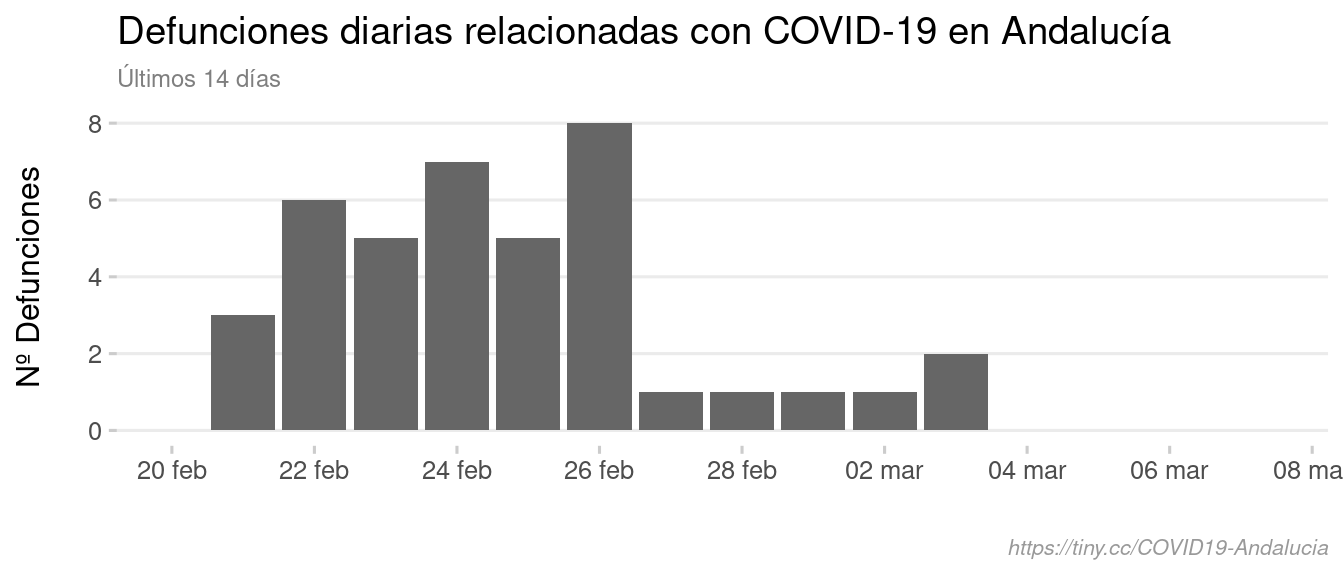 Defunciones diarias relacionadas con COVID-19 en Andalucía
Últimos 14 días
Nº Defunciones
8
6
4
2
0
20 feb 22 feb 24 feb 26 feb 28 feb 02 mar 04 mar 06 mar 08 ma
https://tiny.cc/COVID19-Andalucia